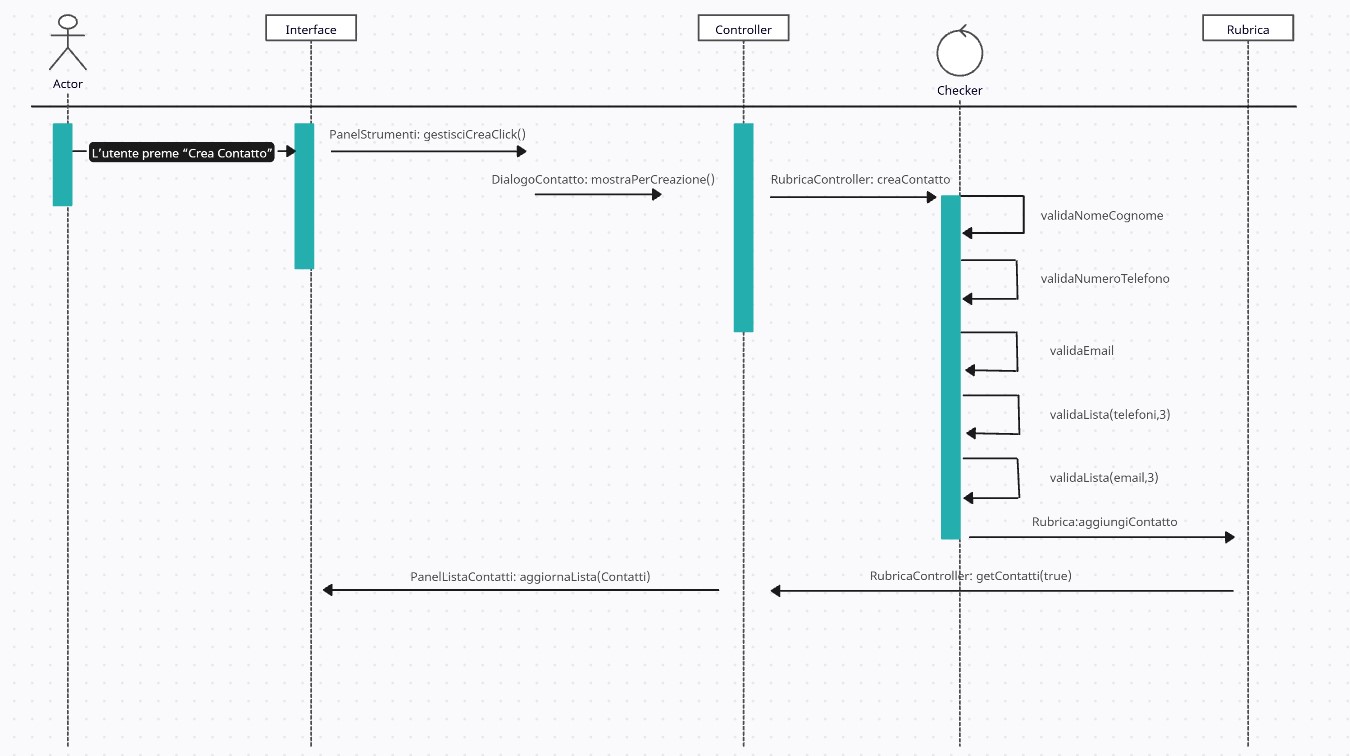 Interface
Controller
Rubrica
Actor
Checker
PanelStrumenti: gestisciCreaClick()
L'utente preme “Crea Contatto”
DialogoContatto: mostraPerCreazione()
RubricaController: creaContatto
validaNomeCognome
validaNumeroTelefono
validaEmail
validaLista(telefoni,3)
validaLista(email,3)
Rubrica:aggiungiContatto
PanelListaContatti: aggiornaLista(Contatti)
RubricaController: getContatti(true)